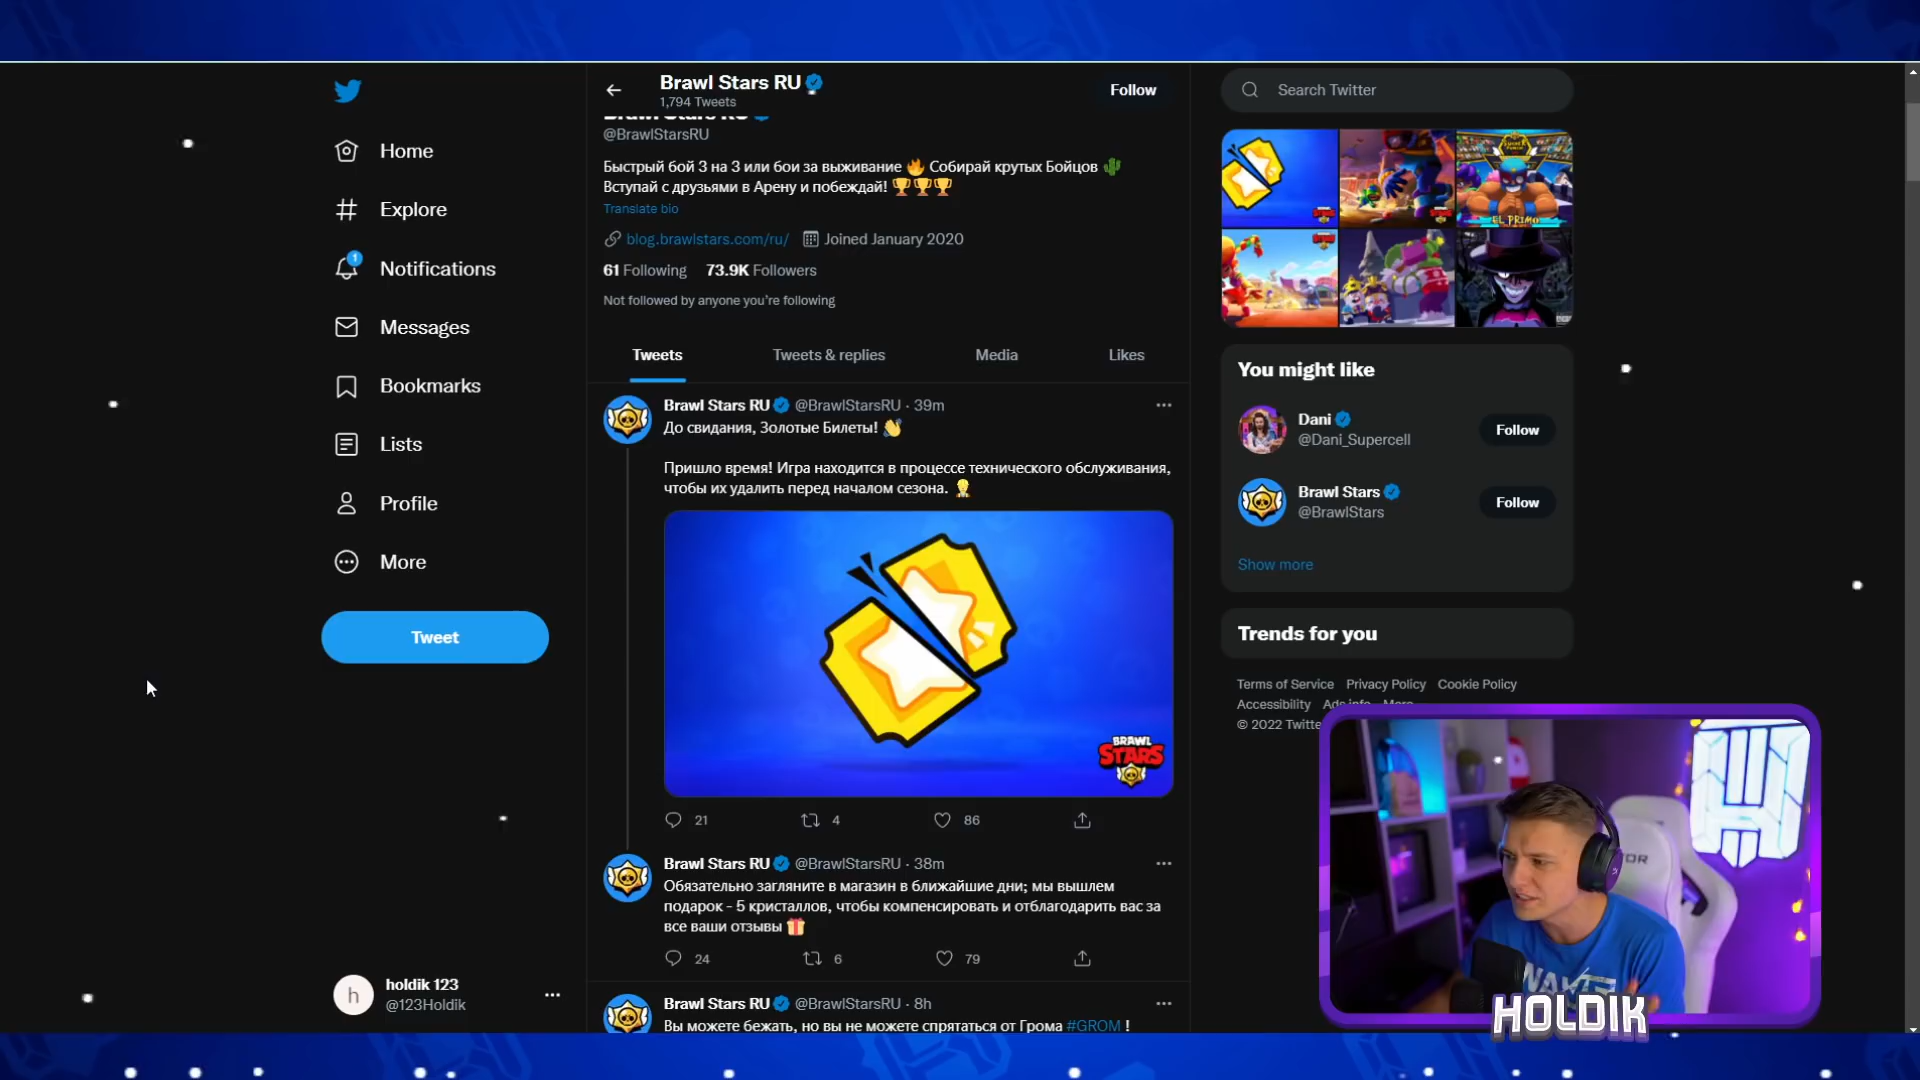 Home
Explore
1
Notifications
Messages
Bookmarks
Lists
Profile
More
Tweet
h
holdik 123
@123Holdik
Brawl Stars RU
1,794 Tweets
Follow
Brawl Stars RU
@BrawlStarsRU
Быстрый бой 3 на 3 или бои за выживание 🔥 Собирай крутых Бойцов 🌵
Вступай с друзьями в Арену и побеждай! 🏆🏆🏆
Translate bio
blog.brawlstars.com/ru/ Joined January 2020
61 Following 73.9K Followers
Not followed by anyone you're following
Tweets Tweets & replies Media Likes
Brawl Stars RU @BrawlStarsRU · 39m
До свидания, Золотые Билеты! 👋
Пришло время! Игра находится в процессе технического обслуживания,
чтобы их удалить перед началом сезона.
BRAWL
STARS
21 4 86
Brawl Stars RU @BrawlStarsRU · 38m
Обязательно загляните в магазин в ближайшие дни; мы вышлем
подарок - 5 кристаллов, чтобы компенсировать и отблагодарить вас за
все ваши отзывы 🎁
24 6 79
Brawl Stars RU @BrawlStarsRU · 8h
Вы можете бежать, но вы не можете спрятаться от Грома #GROM !
Search Twitter
EL PRIMO
You might like
Dani
@Dani_Supercell
Follow
Brawl Stars
@BrawlStars
Follow
Show more
Trends for you
Terms of Service Privacy Policy Cookie Policy
Accessibility Ads info More
© 2022 Twitte
HOLDIK